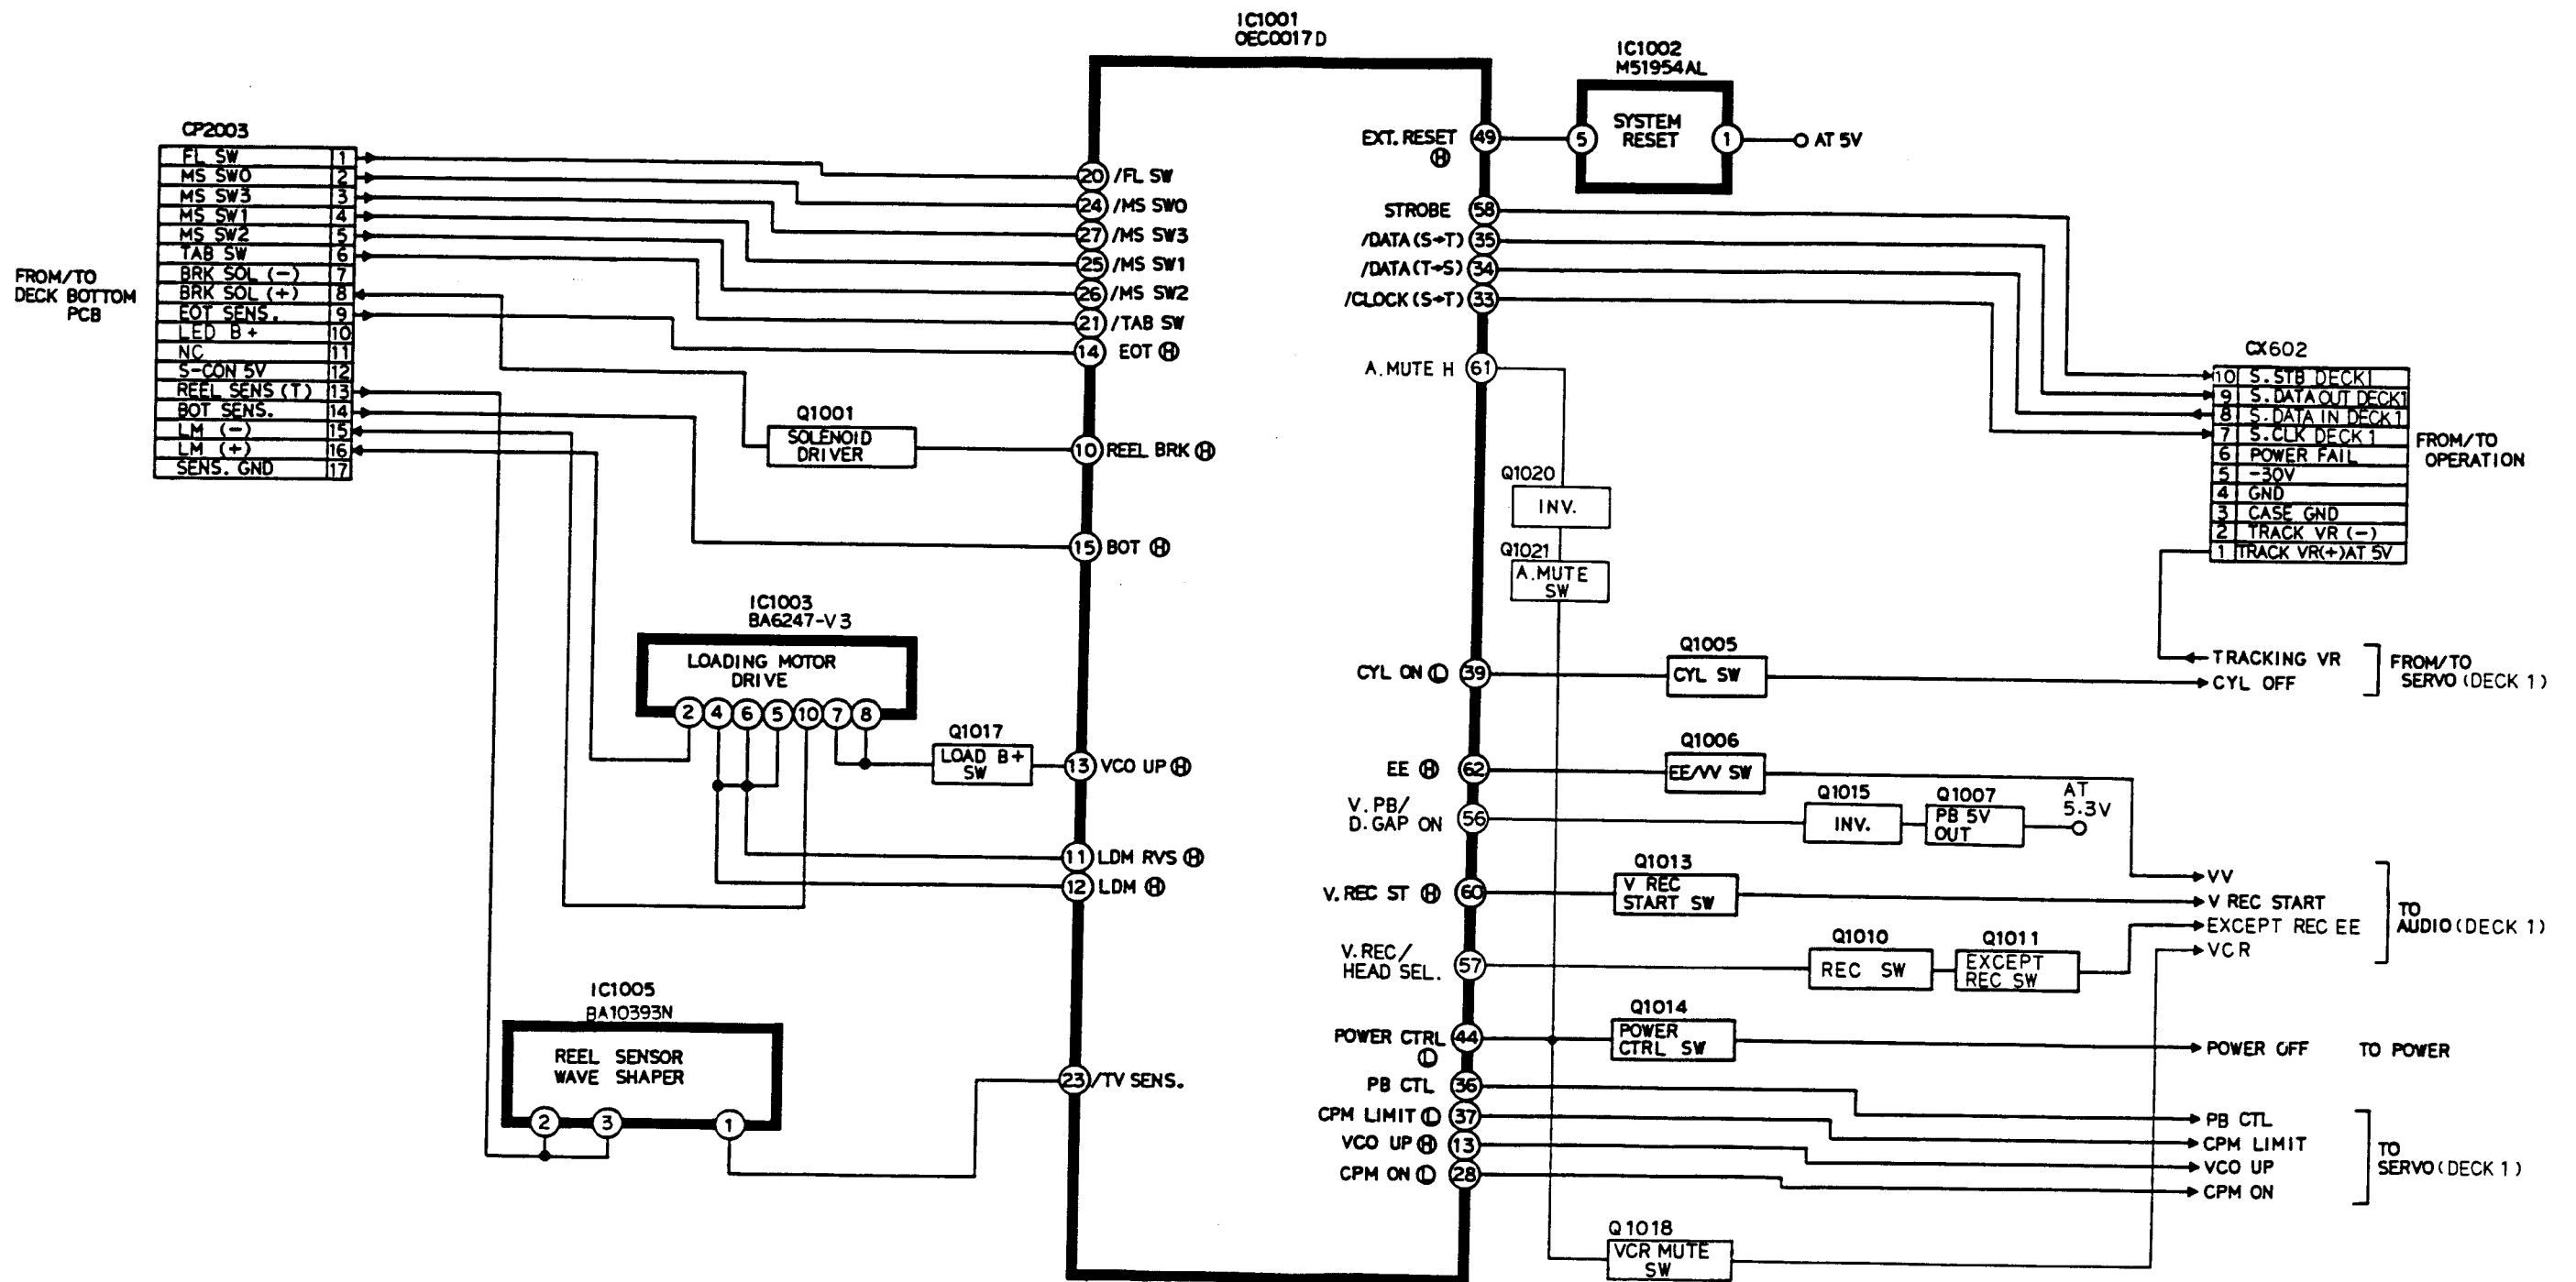 IC1001
OEC0017D
IC1002
M51954AL
SYSTEM
RESET
5
1
AT 5V
CP2003
FL SW 1
MS SW0 2
MS SW3 3
MS SW1 4
MS SW2 5
TAB SW 6
BRK SOL (-) 7
BRK SOL (+) 8
EOT SENS. 9
LED B+ 10
NC 11
S-CON 5V 12
REEL SENS (T) 13
BOT SENS. 14
LM (-) 15
LM (+) 16
SENS. GND 17
FROM/TO
DECK BOTTOM
PCB
20 /FL SW
24 /MS SW0
27 /MS SW3
25 /MS SW1
26 /MS SW2
21 /TAB SW
14 EOT Ⓗ
Q1001
SOLENOID
DRIVER
10 REEL BRK Ⓗ
15 BOT Ⓗ
IC1003
BA6247-V3
LOADING MOTOR
DRIVE
2 4 6 5 10 7 8
Q1017
LOAD B+
SW
13 VCO UP Ⓗ
11 LDM RVS Ⓗ
12 LDM Ⓗ
IC1005
BA10393N
REEL SENSOR
WAVE SHAPER
2 3 1
23 /TV SENS.
EXT. RESET 49
Ⓗ
STROBE 58
/DATA (S→T) 35
/DATA (T→S) 34
/CLOCK (S→T) 33
A.MUTE H 61
Q1020
INV.
Q1021
A.MUTE
SW
CX602
10 S.STB DECK1
9 S.DATA OUT DECK1
8 S.DATA IN DECK1
7 S.CLK DECK1
6 POWER FAIL
5 -30V
4 GND
3 CASE GND
2 TRACK VR (-)
1 TRACK VR(+)AT 5V
FROM/TO
OPERATION
CYL ON Ⓛ 39
Q1005
CYL SW
TRACKING VR
CYL OFF
FROM/TO
SERVO (DECK 1)
EE Ⓗ 62
Q1006
EE/VV SW
V.PB/
D.GAP ON 56
Q1015
INV.
Q1007
PB 5V
OUT
AT
5.3V
V.REC ST Ⓗ 60
Q1013
V REC
START SW
V.REC/
HEAD SEL. 57
Q1010
REC SW
Q1011
EXCEPT
REC SW
VV
V REC START
EXCEPT REC EE
VCR
TO
AUDIO (DECK 1)
POWER CTRL 44
Ⓛ
Q1014
POWER
CTRL SW
POWER OFF TO POWER
PB CTL 36
CPM LIMIT Ⓛ 37
VCO UP Ⓗ 13
CPM ON Ⓛ 28
PB CTL
CPM LIMIT
VCO UP
CPM ON
TO
SERVO (DECK 1)
Q1018
VCR MUTE
SW